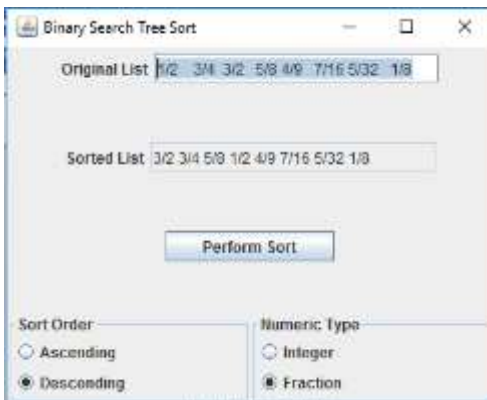 Binary Search Tree Sort
Original List 1/2 3/4 3/2 5/8 4/9 7/16 5/32 1/8
Sorted List 3/2 3/4 5/8 1/2 4/9 7/16 5/32 1/8
Perform Sort
Sort Order
Numeric Type
Ascending
Integer
Descending
Fraction